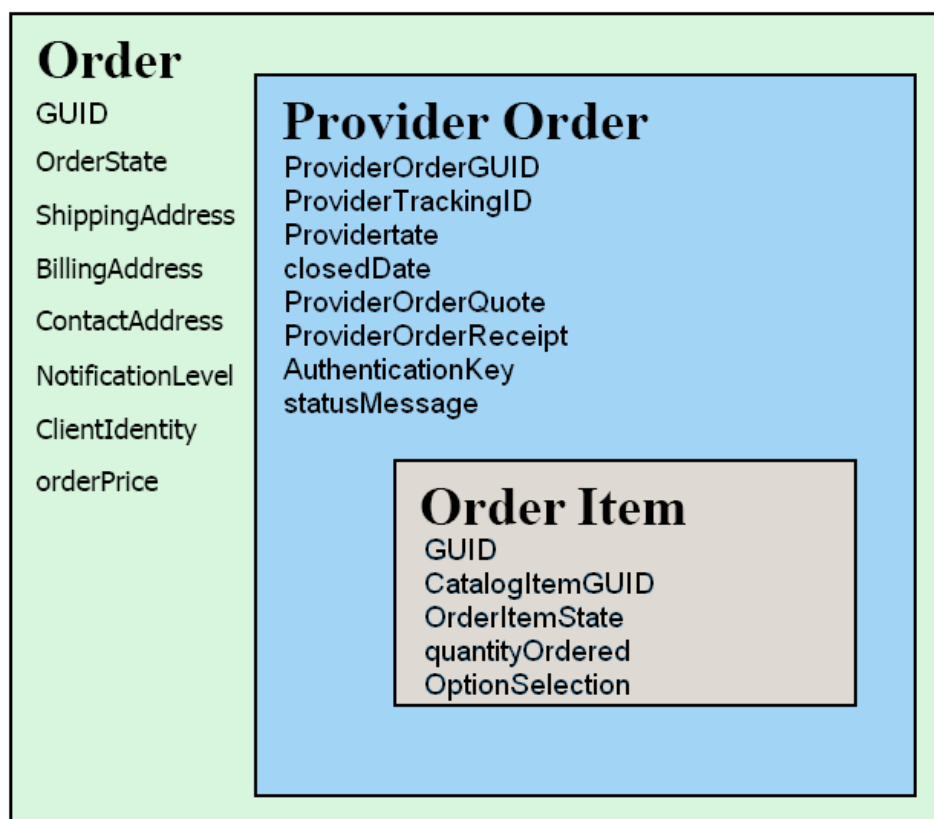 Order
GUID
OrderState
ShippingAddress
BillingAddress
ContactAddress
NotificationLevel
ClientIdentity
orderPrice
Provider Order
ProviderOrderGUID
ProviderTrackingID
Providertate
closedDate
ProviderOrderQuote
ProviderOrderReceipt
AuthenticationKey
statusMessage
Order Item
GUID
CatalogItemGUID
OrderItemState
quantityOrdered
OptionSelection